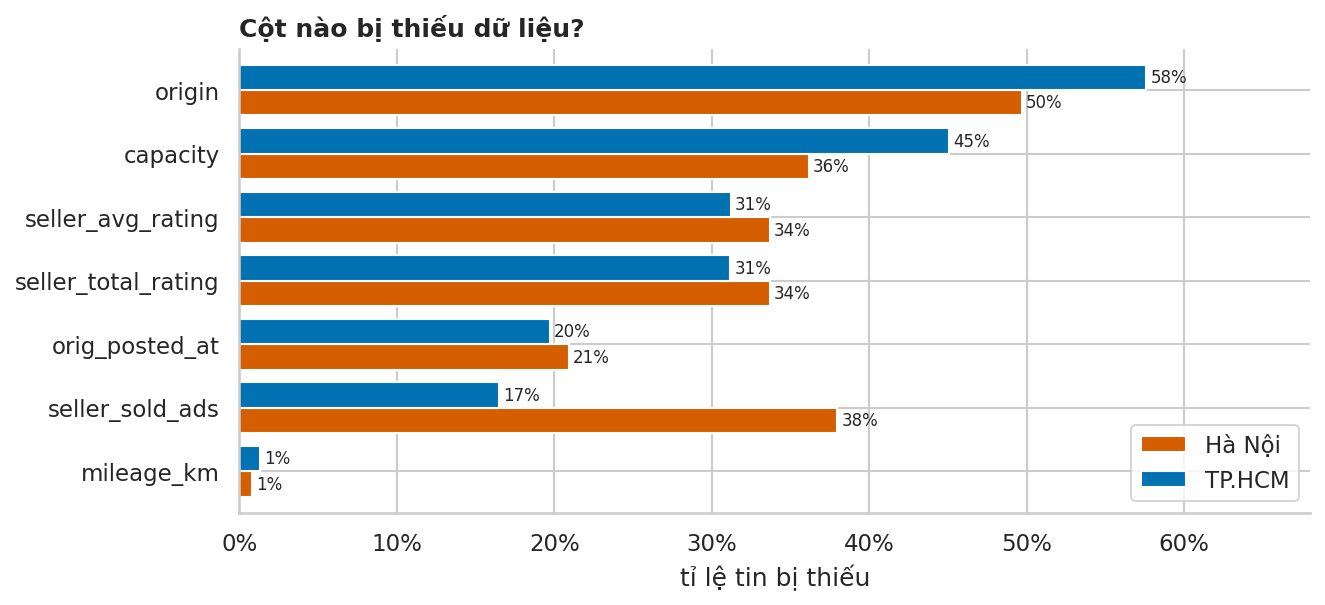 Cột nào bị thiếu dữ liệu?
origin
58%
50%
capacity
45%
36%
seller_avg_rating
31%
34%
seller_total_rating
31%
34%
orig_posted_at
20%
21%
seller_sold_ads
17%
38%
mileage_km
1%
1%
Hà Nội
TP.HCM
0% 10% 20% 30% 40% 50% 60%
tỉ lệ tin bị thiếu